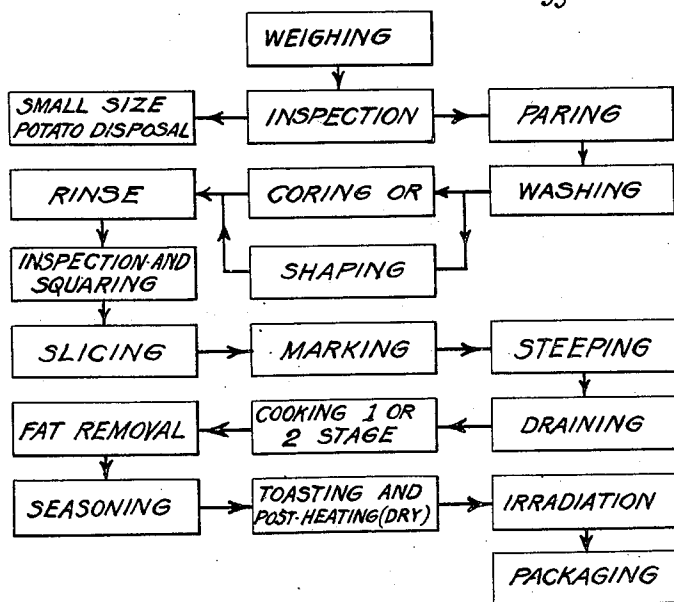 WEIGHING
SMALL SIZE
POTATO DISPOSAL
INSPECTION
PARING
RINSE
CORING OR
WASHING
SHAPING
INSPECTION AND
SQUARING
SLICING
MARKING
STEEPING
FAT REMOVAL
COOKING 1 OR
2 STAGE
DRAINING
SEASONING
TOASTING AND
POST-HEATING(DRY)
IRRADIATION
PACKAGING